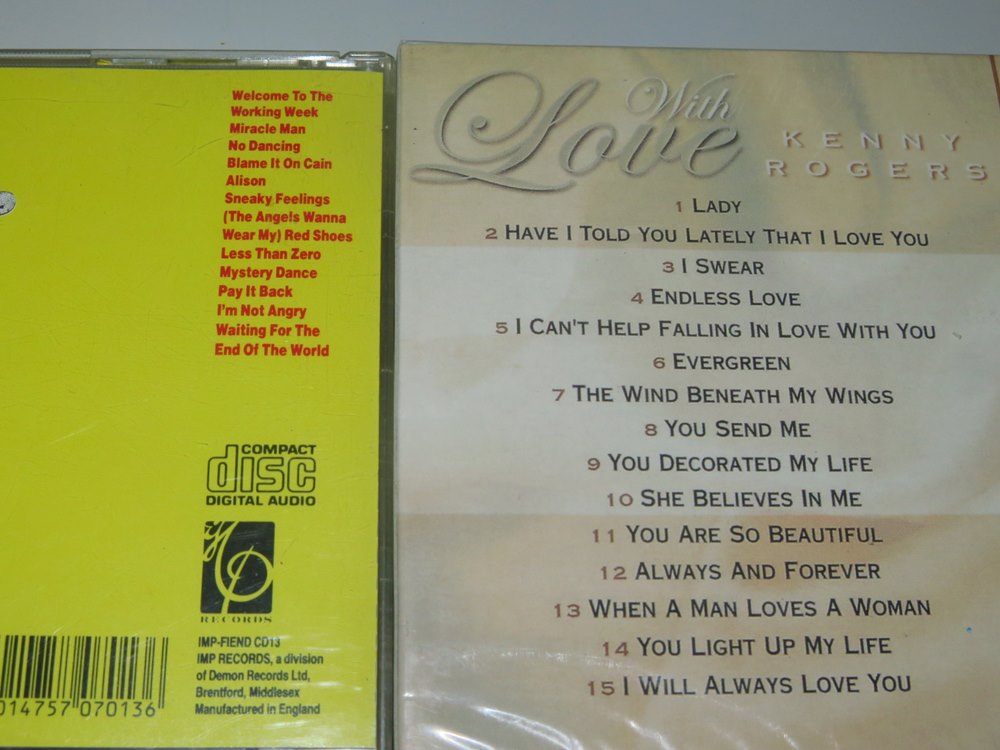 Welcome To The
Working Week
Miracle Man
No Dancing
Blame It On Cain
Alison
Sneaky Feelings
(The Angels Wanna
Wear My) Red Shoes
Less Than Zero
Mystery Dance
Pay It Back
I'm Not Angry
Waiting For The
End Of The World
COMPACT
disc
DIGITAL AUDIO
RECORDS
IMP-FIEND CD13
IMP RECORDS, a division
of Demon Records Ltd,
Brentford, Middlesex
Manufactured in England
014757 070136
With
Love
KENNY
ROGERS
1 LADY
2 HAVE I TOLD YOU LATELY THAT I LOVE YOU
3 I SWEAR
4 ENDLESS LOVE
5 I CAN'T HELP FALLING IN LOVE WITH YOU
6 EVERGREEN
7 THE WIND BENEATH MY WINGS
8 YOU SEND ME
9 YOU DECORATED MY LIFE
10 SHE BELIEVES IN ME
11 YOU ARE SO BEAUTIFUL
12 ALWAYS AND FOREVER
13 WHEN A MAN LOVES A WOMAN
14 YOU LIGHT UP MY LIFE
15 I WILL ALWAYS LOVE YOU